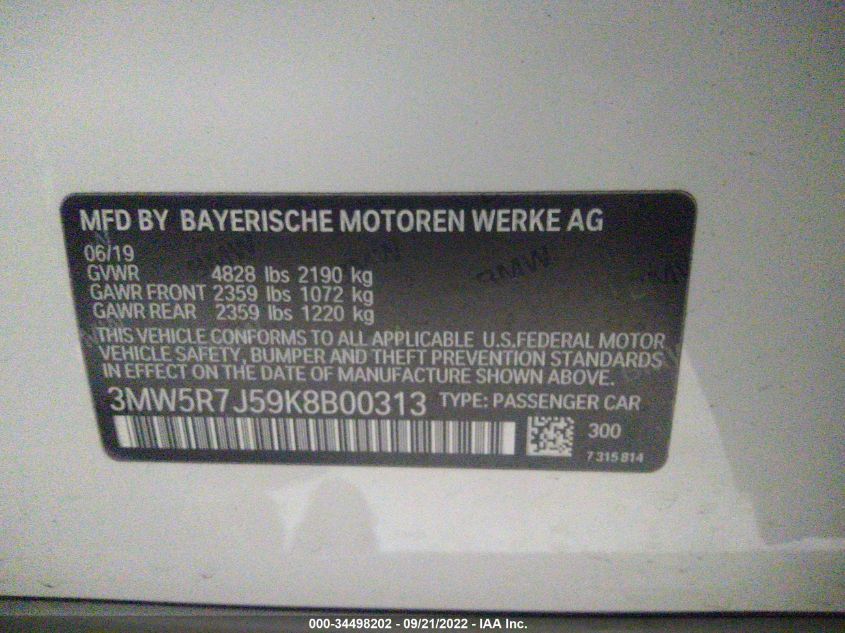 MFD BY BAYERISCHE MOTOREN WERKE AG
06/19
GVWR 4828 lbs 2190 kg
GAWR FRONT 2359 lbs 1072 kg
GAWR REAR 2359 lbs 1220 kg
THIS VEHICLE CONFORMS TO ALL APPLICABLE U.S.FEDERAL MOTOR
VEHICLE SAFETY, BUMPER AND THEFT PREVENTION STANDARDS
IN EFFECT ON THE DATE OF MANUFACTURE SHOWN ABOVE.
3MW5R7J59K8B00313 TYPE: PASSENGER CAR
300
7 315 814
000-34498202 - 09/21/2022 - IAA Inc.